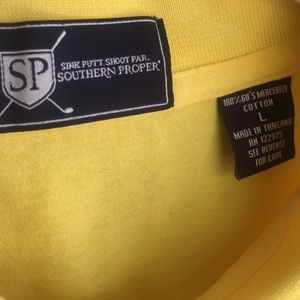 SP
SINK PUTT. SHOOT PAR.
SOUTHERN PROPER®
100% 60'S MERCERIZE
COTTON
L
MADE IN THAILAND
RN 122975
SEE REVERSE
FOR CARE